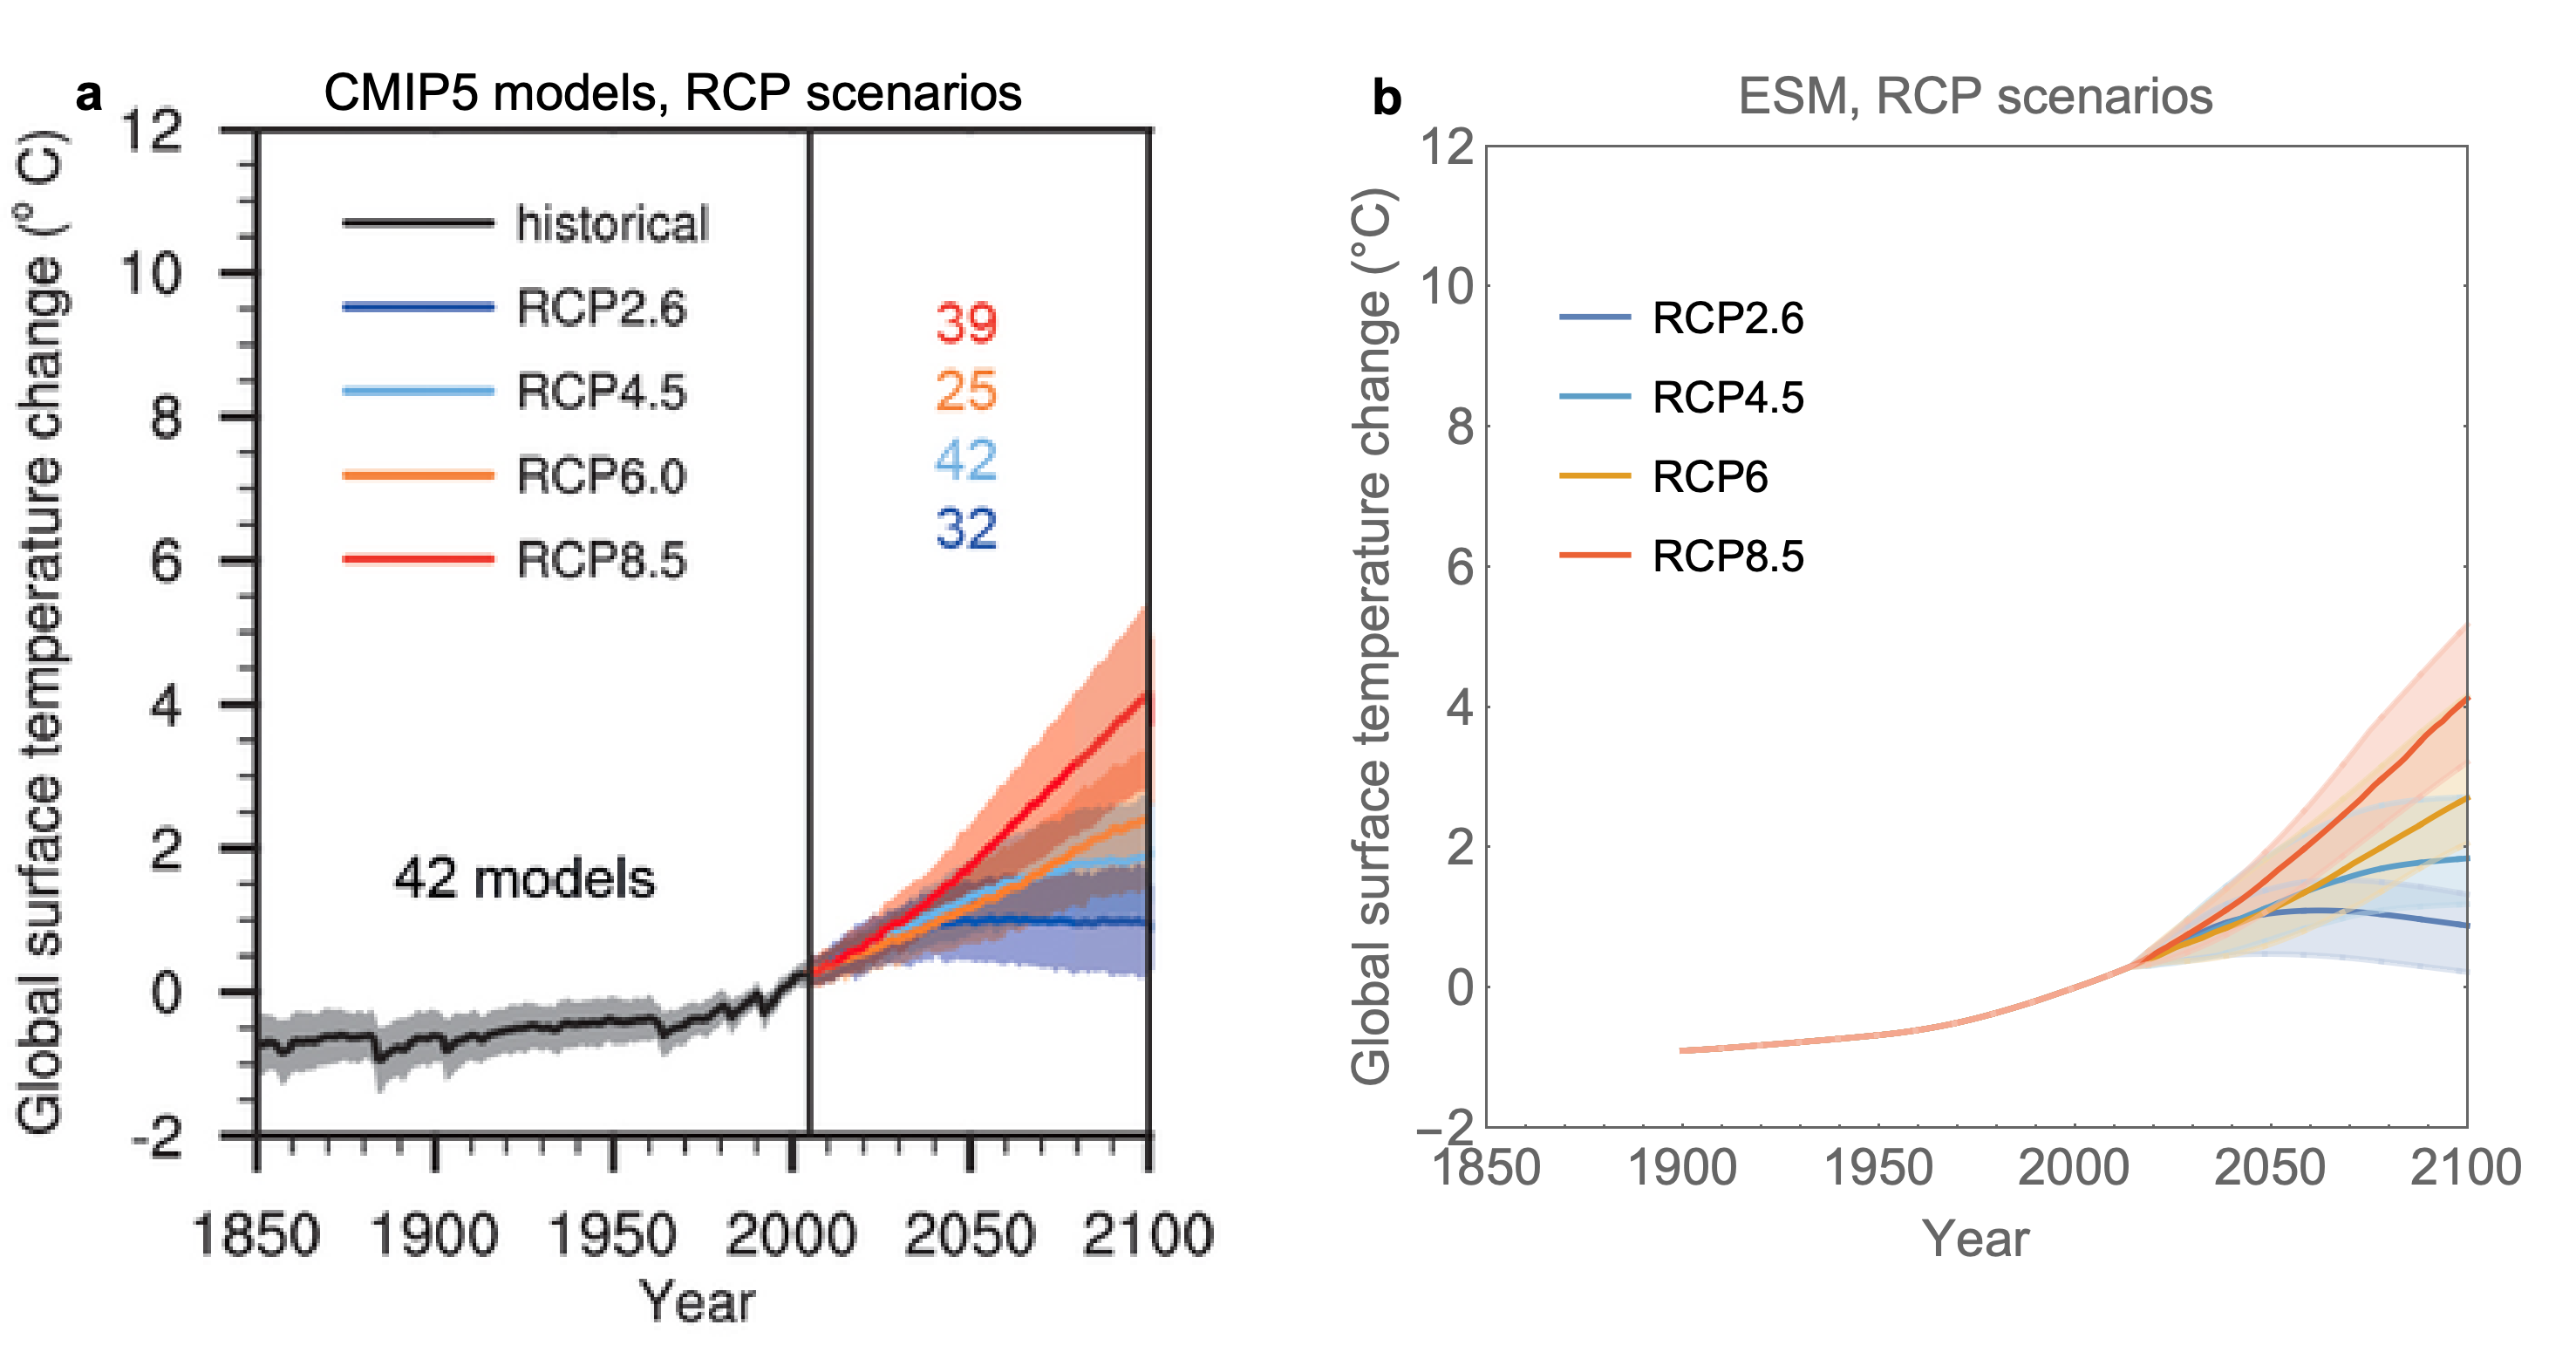 a
CMIP5 models, RCP scenarios
Global surface temperature change (° C)
12
10
8
6
4
2
0
-2
historical
RCP2.6
RCP4.5
RCP6.0
RCP8.5
39
25
42
32
42 models
1850 1900 1950 2000 2050 2100
Year
b
ESM, RCP scenarios
Global surface temperature change (°C)
12
10
8
6
4
2
0
−2
RCP2.6
RCP4.5
RCP6
RCP8.5
1850 1900 1950 2000 2050 2100
Year